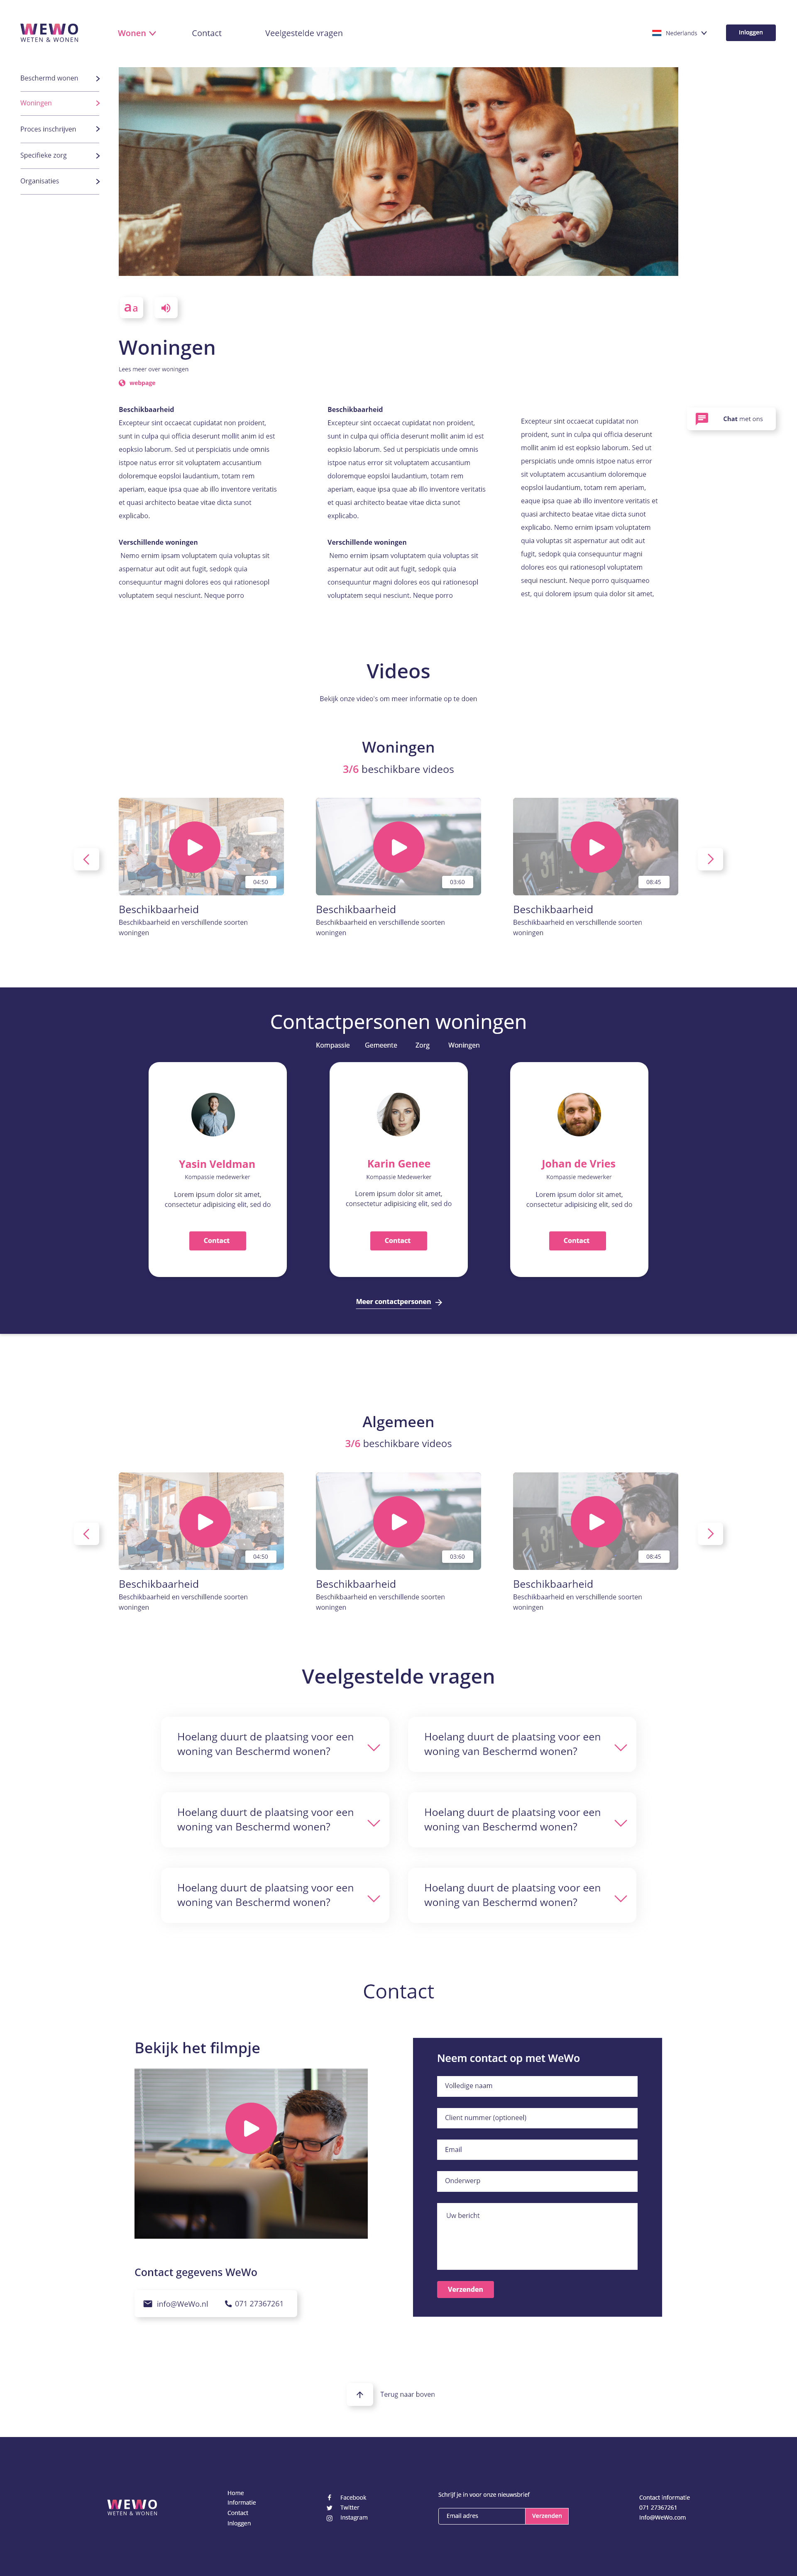 WEWO
WETEN & WONEN
Wonen
Contact
Veelgestelde vragen
Nederlands
Inloggen
Beschermd wonen
Woningen
Proces inschrijven
Specifieke zorg
Organisaties
aa
Woningen
Lees meer over woningen
webpage
Beschikbaarheid
Excepteur sint occaecat cupidatat non proident,
sunt in culpa qui officia deserunt mollit anim id est
eopksio laborum. Sed ut perspiciatis unde omnis
istpoe natus error sit voluptatem accusantium
doloremque eopsloi laudantium, totam rem
aperiam, eaque ipsa quae ab illo inventore veritatis
et quasi architecto beatae vitae dicta sunot
explicabo.
Verschillende woningen
Nemo ernim ipsam voluptatem quia voluptas sit
aspernatur aut odit aut fugit, sedopk quia
consequuntur magni dolores eos qui rationesopl
voluptatem sequi nesciunt. Neque porro
Beschikbaarheid
Excepteur sint occaecat cupidatat non proident,
sunt in culpa qui officia deserunt mollit anim id est
eopksio laborum. Sed ut perspiciatis unde omnis
istpoe natus error sit voluptatem accusantium
doloremque eopsloi laudantium, totam rem
aperiam, eaque ipsa quae ab illo inventore veritatis
et quasi architecto beatae vitae dicta sunot
explicabo.
Verschillende woningen
Nemo ernim ipsam voluptatem quia voluptas sit
aspernatur aut odit aut fugit, sedopk quia
consequuntur magni dolores eos qui rationesopl
voluptatem sequi nesciunt. Neque porro
Excepteur sint occaecat cupidatat non
proident, sunt in culpa qui officia deserunt
mollit anim id est eopksio laborum. Sed ut
perspiciatis unde omnis istpoe natus error
sit voluptatem accusantium doloremque
eopsloi laudantium, totam rem aperiam,
eaque ipsa quae ab illo inventore veritatis et
quasi architecto beatae vitae dicta sunot
explicabo. Nemo ernim ipsam voluptatem
quia voluptas sit aspernatur aut odit aut
fugit, sedopk quia consequuntur magni
dolores eos qui rationesopl voluptatem
sequi nesciunt. Neque porro quisquameo
est, qui dolorem ipsum quia dolor sit amet,
Chat met ons
Videos
Bekijk onze video's om meer informatie op te doen
Woningen
3/6 beschikbare videos
04:50
03:60
08:45
Beschikbaarheid
Beschikbaarheid en verschillende soorten
woningen
Beschikbaarheid
Beschikbaarheid en verschillende soorten
woningen
Beschikbaarheid
Beschikbaarheid en verschillende soorten
woningen
Contactpersonen woningen
Kompassie
Gemeente
Zorg
Woningen
Yasin Veldman
Kompassie medewerker
Lorem ipsum dolor sit amet,
consectetur adipisicing elit, sed do
Contact
Karin Genee
Kompassie Medewerker
Lorem ipsum dolor sit amet,
consectetur adipisicing elit, sed do
Contact
Johan de Vries
Kompassie medewerker
Lorem ipsum dolor sit amet,
consectetur adipisicing elit, sed do
Contact
Meer contactpersonen
Algemeen
3/6 beschikbare videos
04:50
03:60
08:45
Beschikbaarheid
Beschikbaarheid en verschillende soorten
woningen
Beschikbaarheid
Beschikbaarheid en verschillende soorten
woningen
Beschikbaarheid
Beschikbaarheid en verschillende soorten
woningen
Veelgestelde vragen
Hoelang duurt de plaatsing voor een
woning van Beschermd wonen?
Hoelang duurt de plaatsing voor een
woning van Beschermd wonen?
Hoelang duurt de plaatsing voor een
woning van Beschermd wonen?
Hoelang duurt de plaatsing voor een
woning van Beschermd wonen?
Hoelang duurt de plaatsing voor een
woning van Beschermd wonen?
Hoelang duurt de plaatsing voor een
woning van Beschermd wonen?
Contact
Bekijk het filmpje
Contact gegevens WeWo
info@WeWo.nl
071 27367261
Neem contact op met WeWo
Volledige naam
Client nummer (optioneel)
Email
Onderwerp
Uw bericht
Verzenden
Terug naar boven
WEWO
WETEN & WONEN
Home
Informatie
Contact
Inloggen
Facebook
Twitter
Instagram
Schrijf je in voor onze nieuwsbrief
Email adres
Verzenden
Contact informatie
071 27367261
Info@WeWo.com